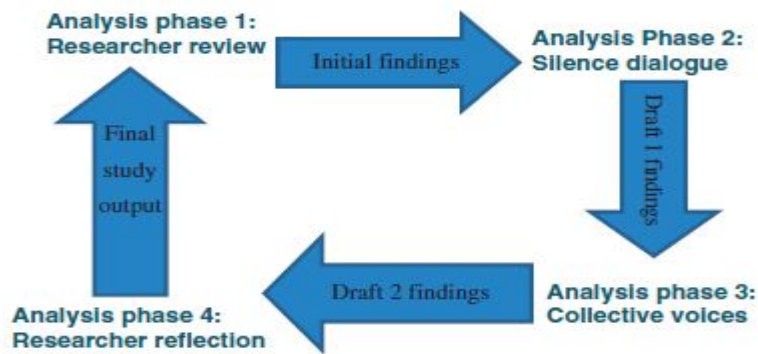 Analysis phase 1:
Researcher review
Initial findings
Analysis Phase 2:
Silence dialogue
Draft 1 findings
Analysis phase 3:
Collective voices
Draft 2 findings
Analysis phase 4:
Researcher reflection
Final
study
output